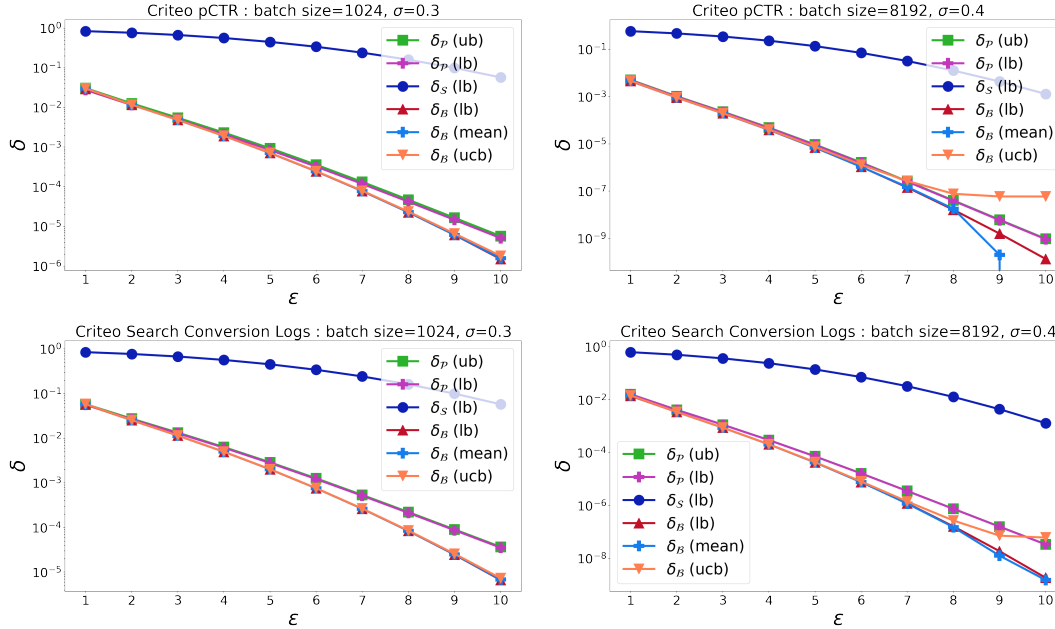 Criteo pCTR : batch size=1024, σ=0.3
10⁰
10⁻¹
10⁻²
10⁻³
10⁻⁴
10⁻⁵
10⁻⁶
δ
δ_P (ub)
δ_P (lb)
δ_S (lb)
δ_B (lb)
δ_B (mean)
δ_B (ucb)
1 2 3 4 5 6 7 8 9 10
ε
Criteo pCTR : batch size=8192, σ=0.4
10⁻¹
10⁻³
10⁻⁵
10⁻⁷
10⁻⁹
δ
δ_P (ub)
δ_P (lb)
δ_S (lb)
δ_B (lb)
δ_B (mean)
δ_B (ucb)
1 2 3 4 5 6 7 8 9 10
ε
Criteo Search Conversion Logs : batch size=1024, σ=0.3
10⁰
10⁻¹
10⁻²
10⁻³
10⁻⁴
10⁻⁵
δ
δ_P (ub)
δ_P (lb)
δ_S (lb)
δ_B (lb)
δ_B (mean)
δ_B (ucb)
1 2 3 4 5 6 7 8 9 10
ε
Criteo Search Conversion Logs : batch size=8192, σ=0.4
10⁰
10⁻²
10⁻⁴
10⁻⁶
10⁻⁸
δ
δ_P (ub)
δ_P (lb)
δ_S (lb)
δ_B (lb)
δ_B (mean)
δ_B (ucb)
1 2 3 4 5 6 7 8 9 10
ε